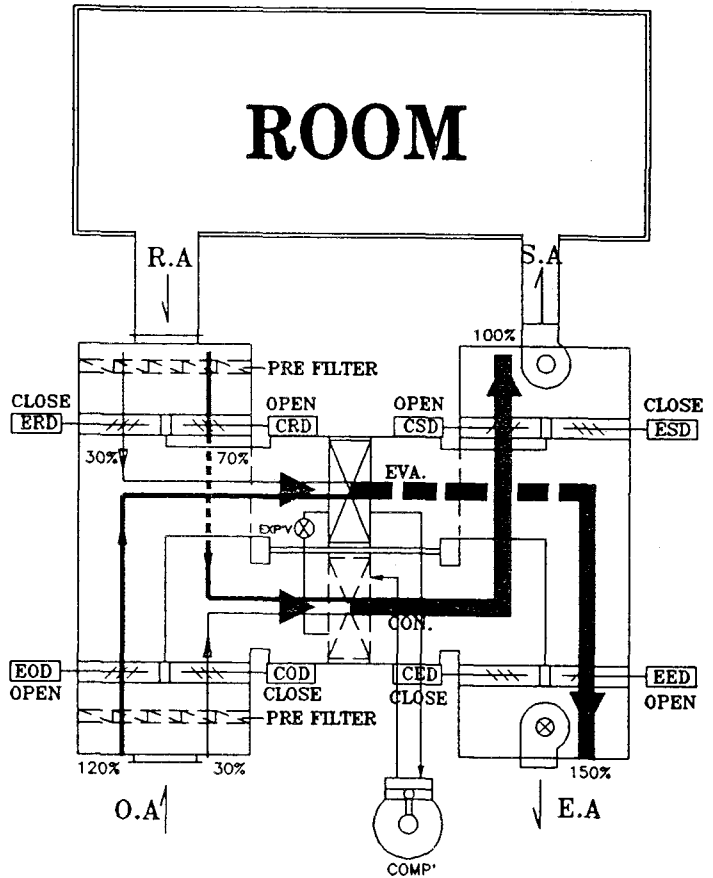 ROOM
R.A
S.A
100%
PRE FILTER
CLOSE
ERD
OPEN
CRD
OPEN
CSD
CLOSE
ESD
30%
70%
EVA.
EXP'V
CON.
EOD
OPEN
COD
CLOSE
CED
CLOSE
EED
OPEN
PRE FILTER
120%
30%
150%
O.A
E.A
COMP'